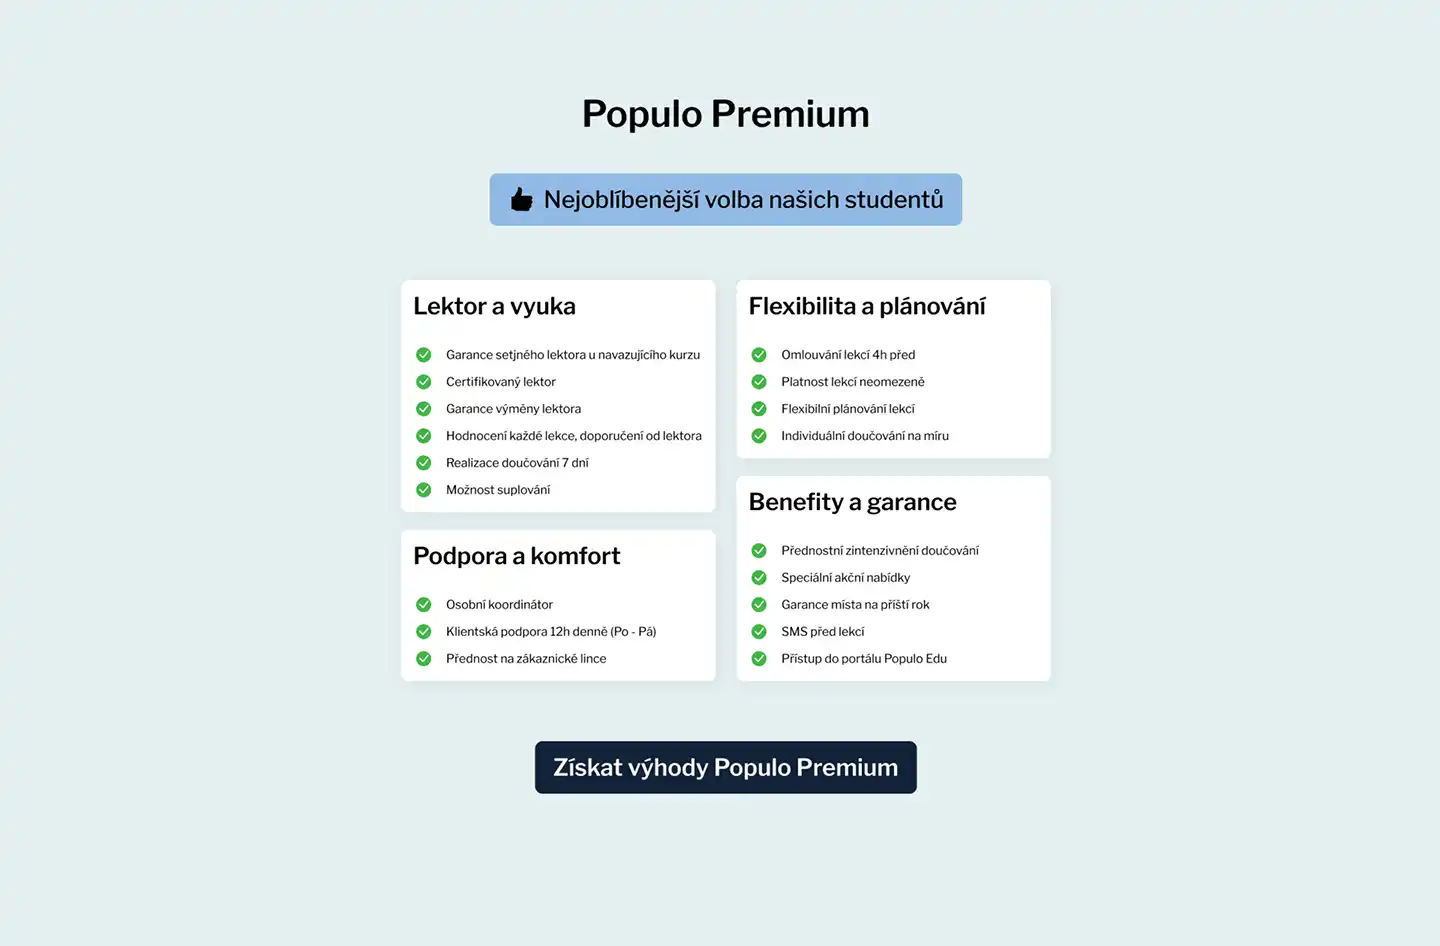 Populo Premium
Nejoblíbenější volba našich studentů
Lektor a vyuka
Garance setjného lektora u navazujícího kurzu
Certifikovaný lektor
Garance výměny lektora
Hodnocení každé lekce, doporučení od lektora
Realizace doučování 7 dní
Možnost suplování
Podpora a komfort
Osobní koordinátor
Klientská podpora 12h denně (Po - Pá)
Přednost na zákaznické lince
Flexibilita a plánování
Omlouvání lekcí 4h před
Platnost lekcí neomezeně
Flexibilní plánování lekcí
Individuální doučování na míru
Benefity a garance
Přednostní zintenzivnění doučování
Speciální akční nabídky
Garance místa na příští rok
SMS před lekcí
Přístup do portálu Populo Edu
Získat výhody Populo Premium